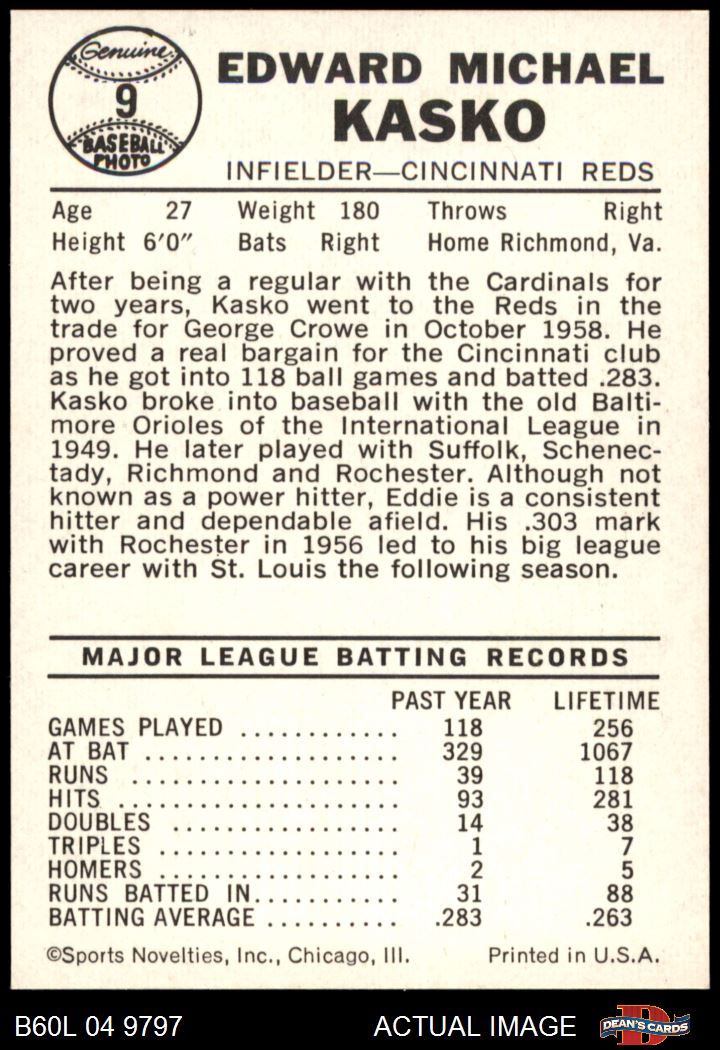 Genuine
9
BASEBALL
PHOTO
EDWARD MICHAEL
KASKO
INFIELDER—CINCINNATI REDS
Age 27 Weight 180 Throws Right
Height 6'0" Bats Right Home Richmond, Va.
After being a regular with the Cardinals for
two years, Kasko went to the Reds in the
trade for George Crowe in October 1958. He
proved a real bargain for the Cincinnati club
as he got into 118 ball games and batted .283.
Kasko broke into baseball with the old Balti-
more Orioles of the International League in
1949. He later played with Suffolk, Schenec-
tady, Richmond and Rochester. Although not
known as a power hitter, Eddie is a consistent
hitter and dependable afield. His .303 mark
with Rochester in 1956 led to his big league
career with St. Louis the following season.
MAJOR LEAGUE BATTING RECORDS
PAST YEAR LIFETIME
GAMES PLAYED ............ 118 256
AT BAT ................... 329 1067
RUNS .................... 39 118
HITS ..................... 93 281
DOUBLES ................. 14 38
TRIPLES .................. 1 7
HOMERS .................. 2 5
RUNS BATTED IN........... 31 88
BATTING AVERAGE .......... .283 .263
©Sports Novelties, Inc., Chicago, Ill. Printed in U.S.A.
B60L 04 9797 ACTUAL IMAGE D DEAN'S CARDS